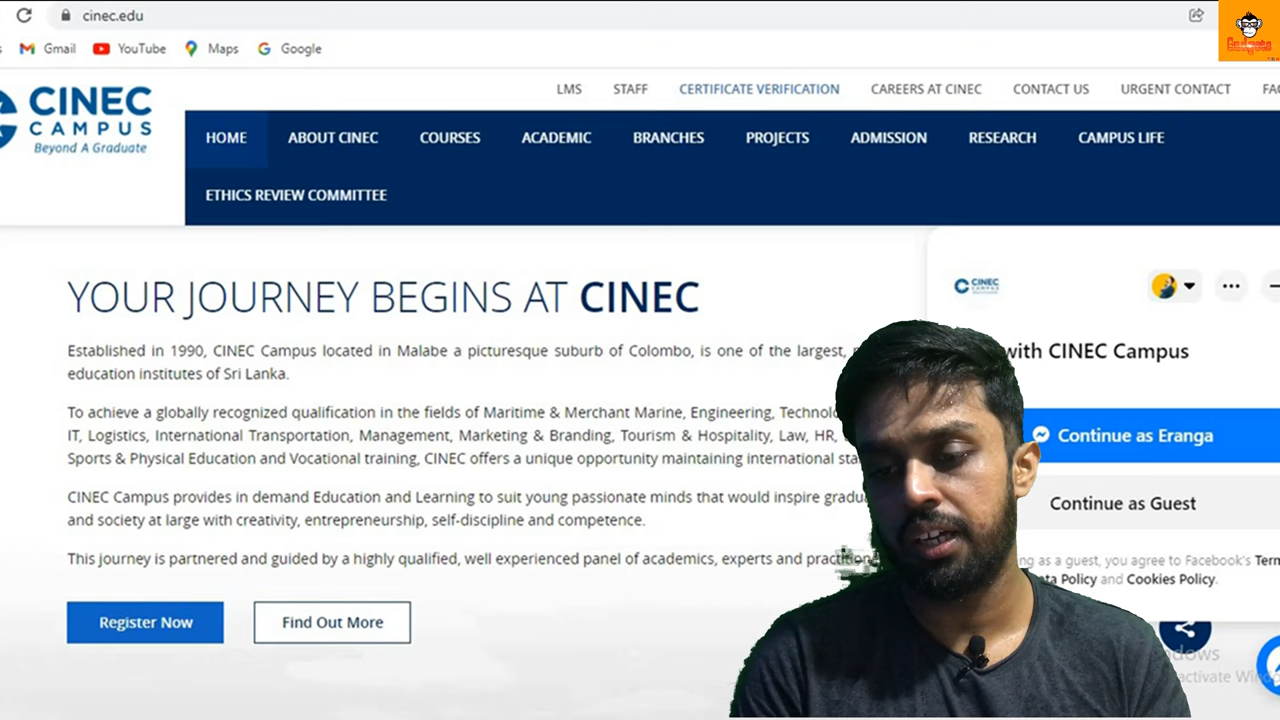 cinec.edu
Gmail YouTube Maps Google
Gadgets
LMS STAFF CERTIFICATE VERIFICATION CAREERS AT CINEC CONTACT US URGENT CONTACT
CINEC
CAMPUS
Beyond A Graduate
HOME ABOUT CINEC COURSES ACADEMIC BRANCHES PROJECTS ADMISSION RESEARCH CAMPUS LIFE
ETHICS REVIEW COMMITTEE
YOUR JOURNEY BEGINS AT CINEC
Established in 1990, CINEC Campus located in Malabe a picturesque suburb of Colombo, is one of the largest,
education institutes of Sri Lanka.
To achieve a globally recognized qualification in the fields of Maritime & Merchant Marine, Engineering,
IT, Logistics, International Transportation, Management, Marketing & Branding, Tourism & Hospitality, Law, HR,
Sports & Physical Education and Vocational training, CINEC offers a unique opportunity maintaining international
CINEC Campus provides in demand Education and Learning to suit young passionate minds that would inspire
and society at large with creativity, entrepreneurship, self-discipline and competence.
This journey is partnered and guided by a highly qualified, well experienced panel of academics, experts and
Register Now Find Out More
CINEC
CAMPUS
with CINEC Campus
Continue as Eranga
Continue as Guest
as a guest, you agree to Facebook's
Policy and Cookies Policy.